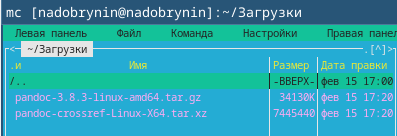 mc [nadobrynin@nadobrynin]:~/Загрузки
Левая панель Файл Команда Настройки Правая панел
<─ ~/Загрузки .[^]>
.и Имя Размер Дата правки
/.. -ВВЕРХ- фев 15 17:00
pandoc-3.8.3-linux-amd64.tar.gz 34130K фев 15 17:20
pandoc-crossref-Linux-X64.tar.xz 7445440 фев 15 17:20